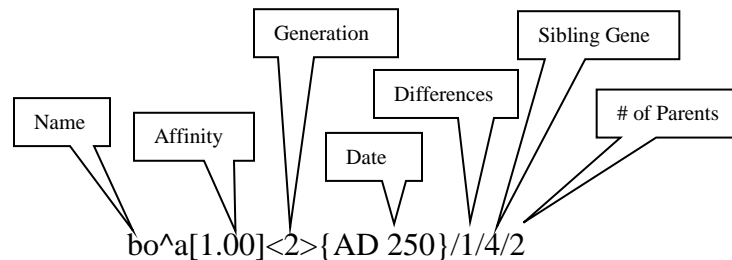 Generation
Sibling Gene
Differences
# of Parents
Name
Affinity
Date
bo^a[1.00]<2>{AD 250}/1/4/2